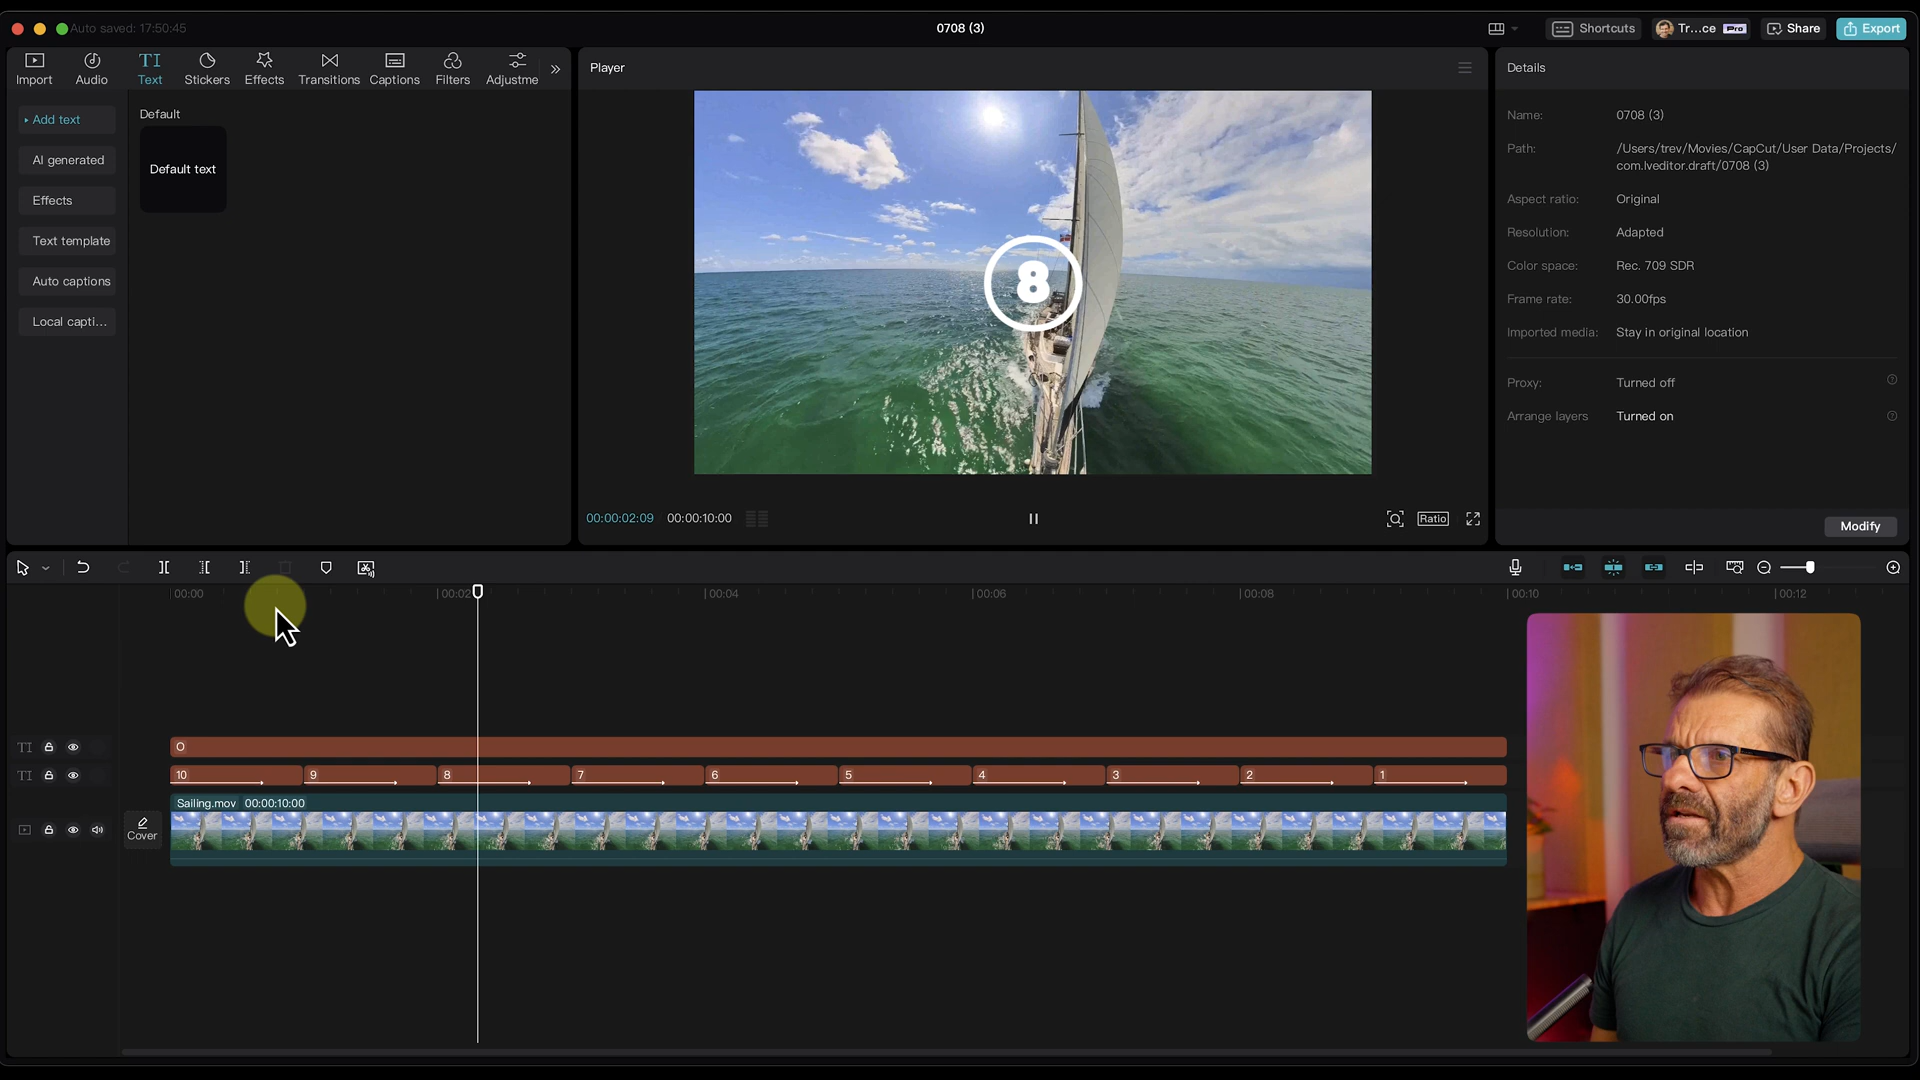 Auto saved: 17:50:45
0708 (3)
Shortcuts
Tr...ce
Pro
Share
Export
Import
Audio
TI
Text
Stickers
Effects
Transitions
Captions
Filters
Adjustme
Player
Details
Add text
AI generated
Effects
Text template
Auto captions
Local capti...
Default
Default text
8
Name: 0708 (3)
Path: /Users/trev/Movies/CapCut/User Data/Projects/
com.lveditor.draft/0708 (3)
Aspect ratio: Original
Resolution: Adapted
Color space: Rec. 709 SDR
Frame rate: 30.00fps
Imported media: Stay in original location
Proxy: Turned off
Arrange layers Turned on
Modify
00:00:02:09 00:00:10:00
Ratio
00:00 00:02 00:04 00:06 00:08 00:10 00:12
TI O
TI 10 9 8 7 6 5 4 3 2 1
Sailing.mov 00:00:10:00
Cover